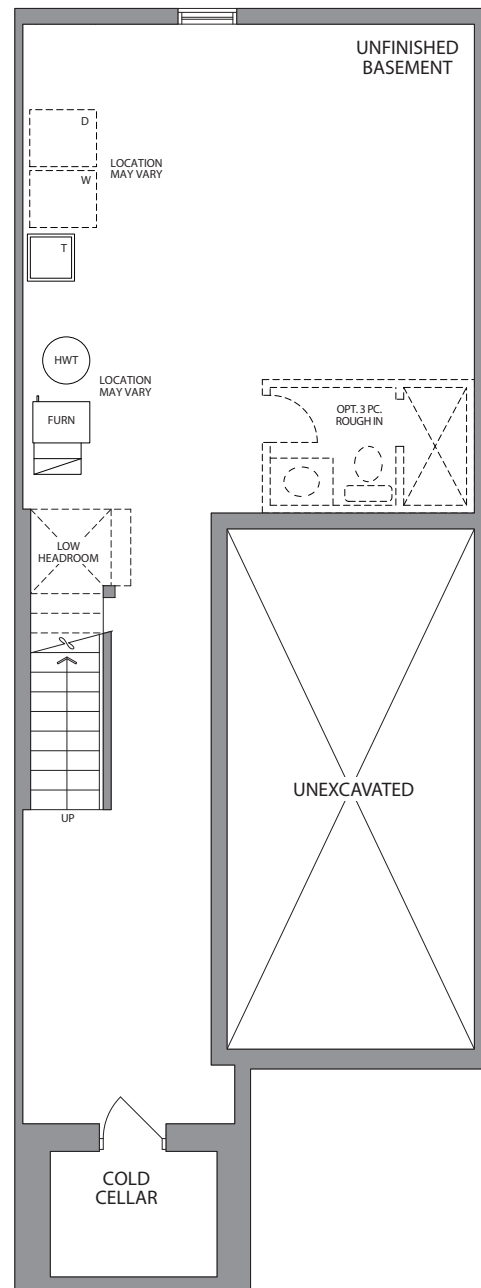 UNFINISHED
BASEMENT
D
LOCATION
MAY VARY
W
T
HWT
LOCATION
MAY VARY
FURN
OPT. 3 PC.
ROUGH IN
LOW
HEADROOM
UNEXCAVATED
UP
COLD
CELLAR